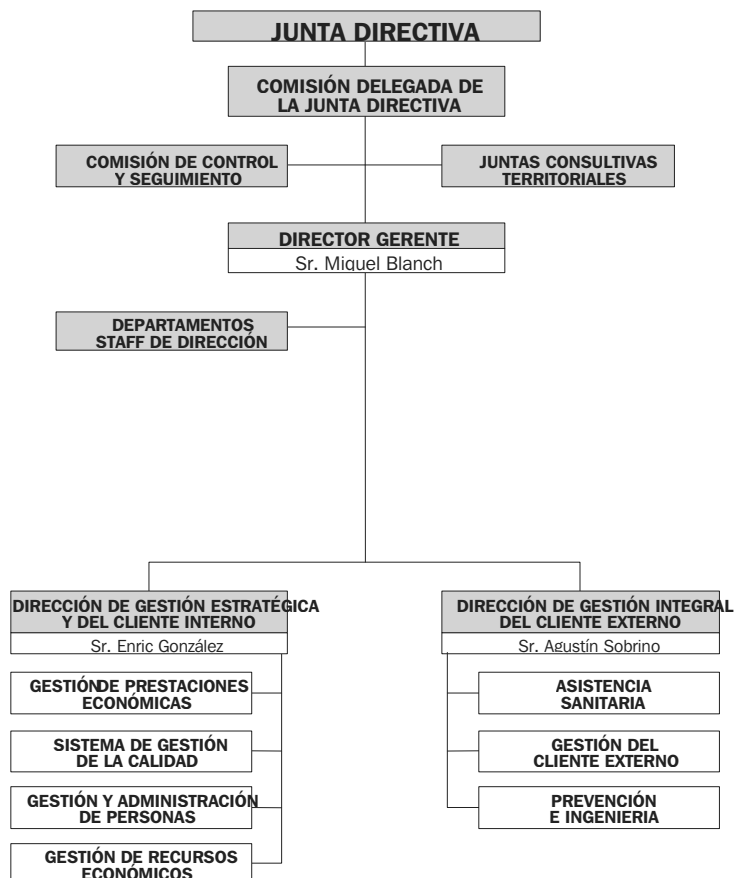 JUNTA DIRECTIVA
COMISIÓN DELEGADA DE
LA JUNTA DIRECTIVA
COMISIÓN DE CONTROL
Y SEGUIMIENTO
JUNTAS CONSULTIVAS
TERRITORIALES
DIRECTOR GERENTE
Sr. Miquel Blanch
DEPARTAMENTOS
STAFF DE DIRECCIÓN
DIRECCIÓN DE GESTIÓN ESTRATÉGICA
Y DEL CLIENTE INTERNO
Sr. Enric González
GESTIÓN DE PRESTACIONES
ECONÓMICAS
SISTEMA DE GESTIÓN
DE LA CALIDAD
GESTIÓN Y ADMINISTRACIÓN
DE PERSONAS
GESTIÓN DE RECURSOS
ECONÓMICOS
DIRECCIÓN DE GESTIÓN INTEGRAL
DEL CLIENTE EXTERNO
Sr. Agustín Sobrino
ASISTENCIA
SANITARIA
GESTIÓN DEL
CLIENTE EXTERNO
PREVENCIÓN
E INGENIERIA